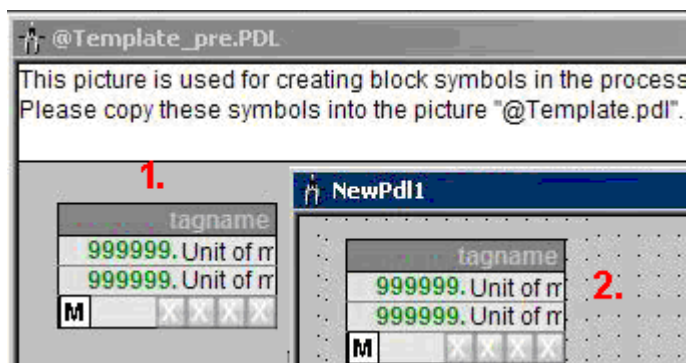 @Template_pre.PDL
This picture is used for creating block symbols in the process
Please copy these symbols into the picture "@Template.pdl".
1.
tagname
999999. Unit of m
999999. Unit of m
M X X X X
NewPdl1
tagname
999999. Unit of m
999999. Unit of m
M X X X X
2.